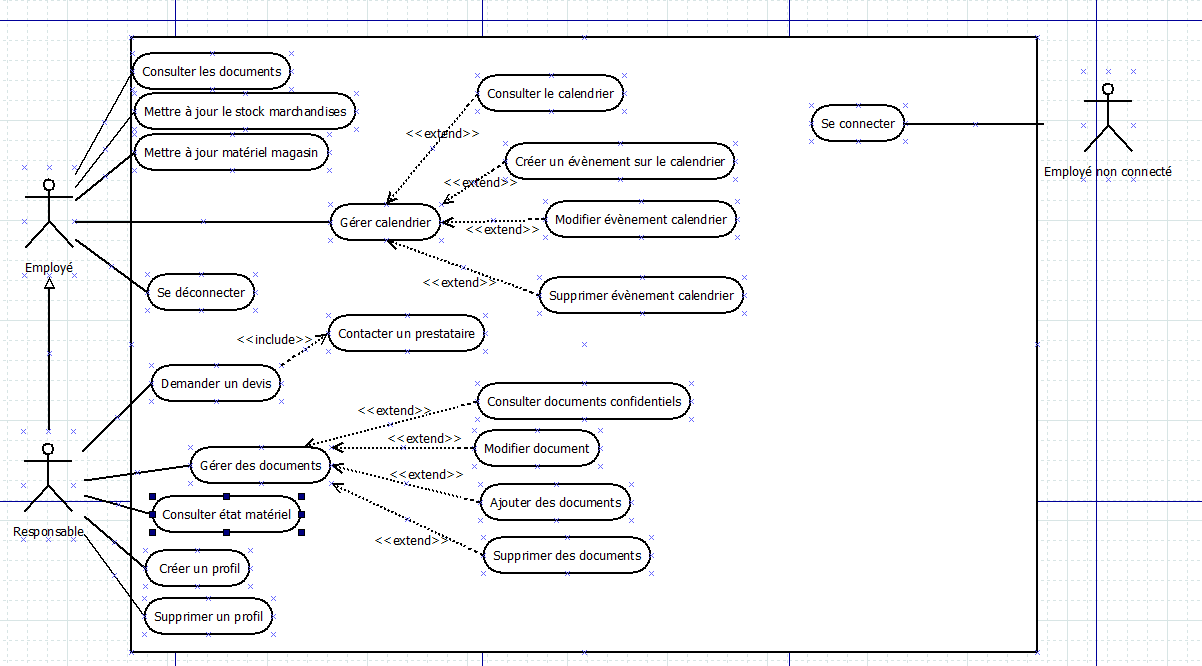 Consulter les documents
Mettre à jour le stock marchandises
Mettre à jour matériel magasin
Consulter le calendrier
<<extend>>
Créer un évènement sur le calendrier
<<extend>>
Gérer calendrier
Modifier évènement calendrier
<<extend>>
Supprimer évènement calendrier
<<extend>>
Se connecter
Employé non connecté
Employé
Se déconnecter
Contacter un prestataire
<<include>>
Demander un devis
Consulter documents confidentiels
<<extend>>
Modifier document
<<extend>>
Gérer des documents
Ajouter des documents
<<extend>>
Supprimer des documents
<<extend>>
Consulter état matériel
Responsable
Créer un profil
Supprimer un profil